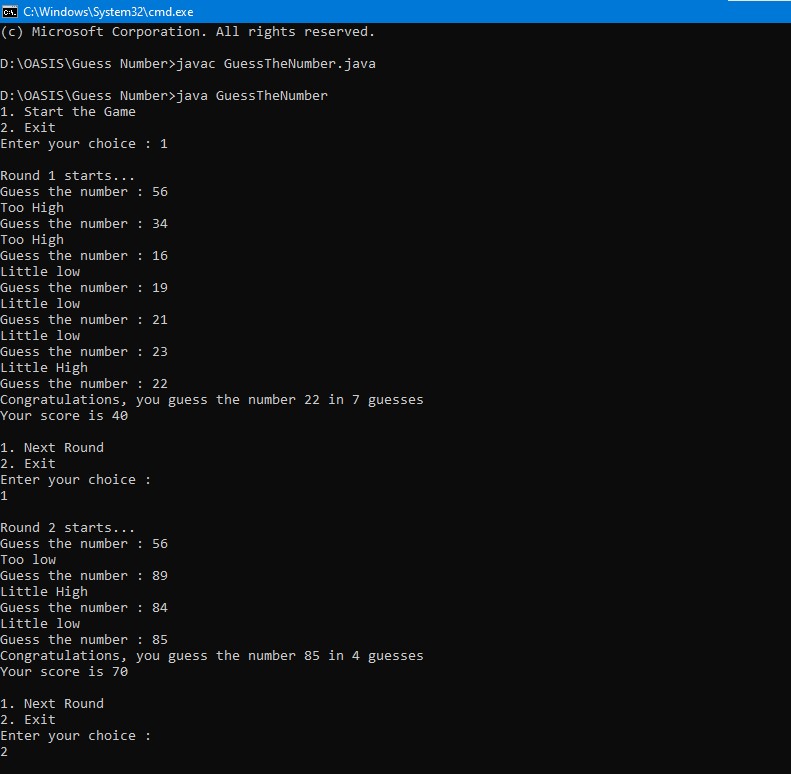 C:\Windows\System32\cmd.exe
(c) Microsoft Corporation. All rights reserved.
D:\OASIS\Guess Number>javac GuessTheNumber.java
D:\OASIS\Guess Number>java GuessTheNumber
1. Start the Game
2. Exit
Enter your choice : 1
Round 1 starts...
Guess the number : 56
Too High
Guess the number : 34
Too High
Guess the number : 16
Little low
Guess the number : 19
Little low
Guess the number : 21
Little low
Guess the number : 23
Little High
Guess the number : 22
Congratulations, you guess the number 22 in 7 guesses
Your score is 40
1. Next Round
2. Exit
Enter your choice :
1
Round 2 starts...
Guess the number : 56
Too low
Guess the number : 89
Little High
Guess the number : 84
Little low
Guess the number : 85
Congratulations, you guess the number 85 in 4 guesses
Your score is 70
1. Next Round
2. Exit
Enter your choice :
2